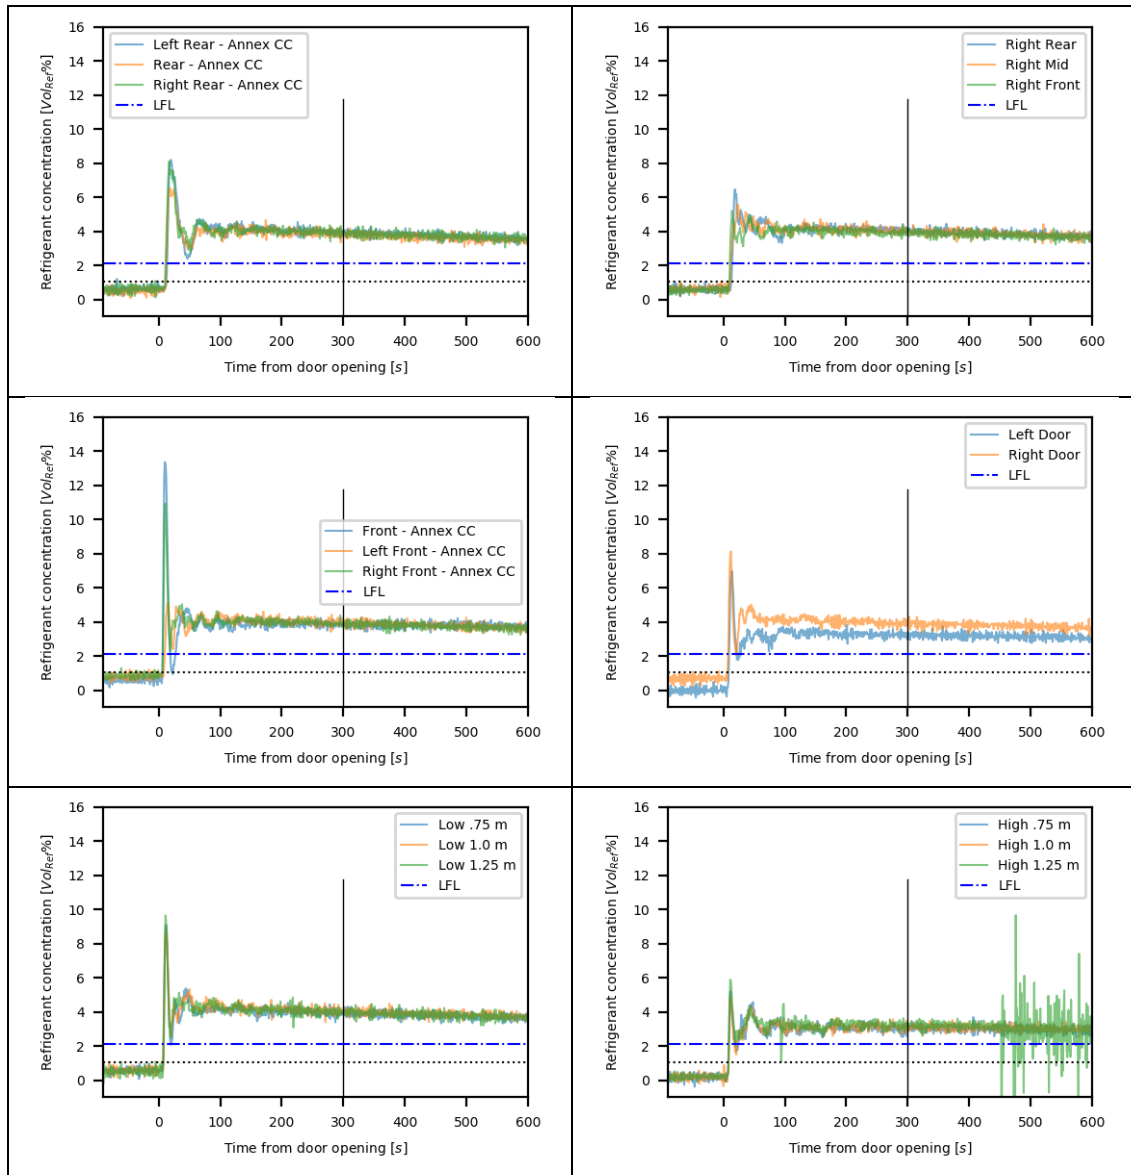 16
14
12
10
8
6
4
2
0
Refrigerant concentration [Vol_Ref%]
Left Rear - Annex CC
Rear - Annex CC
Right Rear - Annex CC
LFL
0 100 200 300 400 500 600
Time from door opening [s]
16
14
12
10
8
6
4
2
0
Refrigerant concentration [Vol_Ref%]
Right Rear
Right Mid
Right Front
LFL
0 100 200 300 400 500 600
Time from door opening [s]
16
14
12
10
8
6
4
2
0
Refrigerant concentration [Vol_Ref%]
Front - Annex CC
Left Front - Annex CC
Right Front - Annex CC
LFL
0 100 200 300 400 500 600
Time from door opening [s]
16
14
12
10
8
6
4
2
0
Refrigerant concentration [Vol_Ref%]
Left Door
Right Door
LFL
0 100 200 300 400 500 600
Time from door opening [s]
16
14
12
10
8
6
4
2
0
Refrigerant concentration [Vol_Ref%]
Low .75 m
Low 1.0 m
Low 1.25 m
LFL
0 100 200 300 400 500 600
Time from door opening [s]
16
14
12
10
8
6
4
2
0
Refrigerant concentration [Vol_Ref%]
High .75 m
High 1.0 m
High 1.25 m
LFL
0 100 200 300 400 500 600
Time from door opening [s]